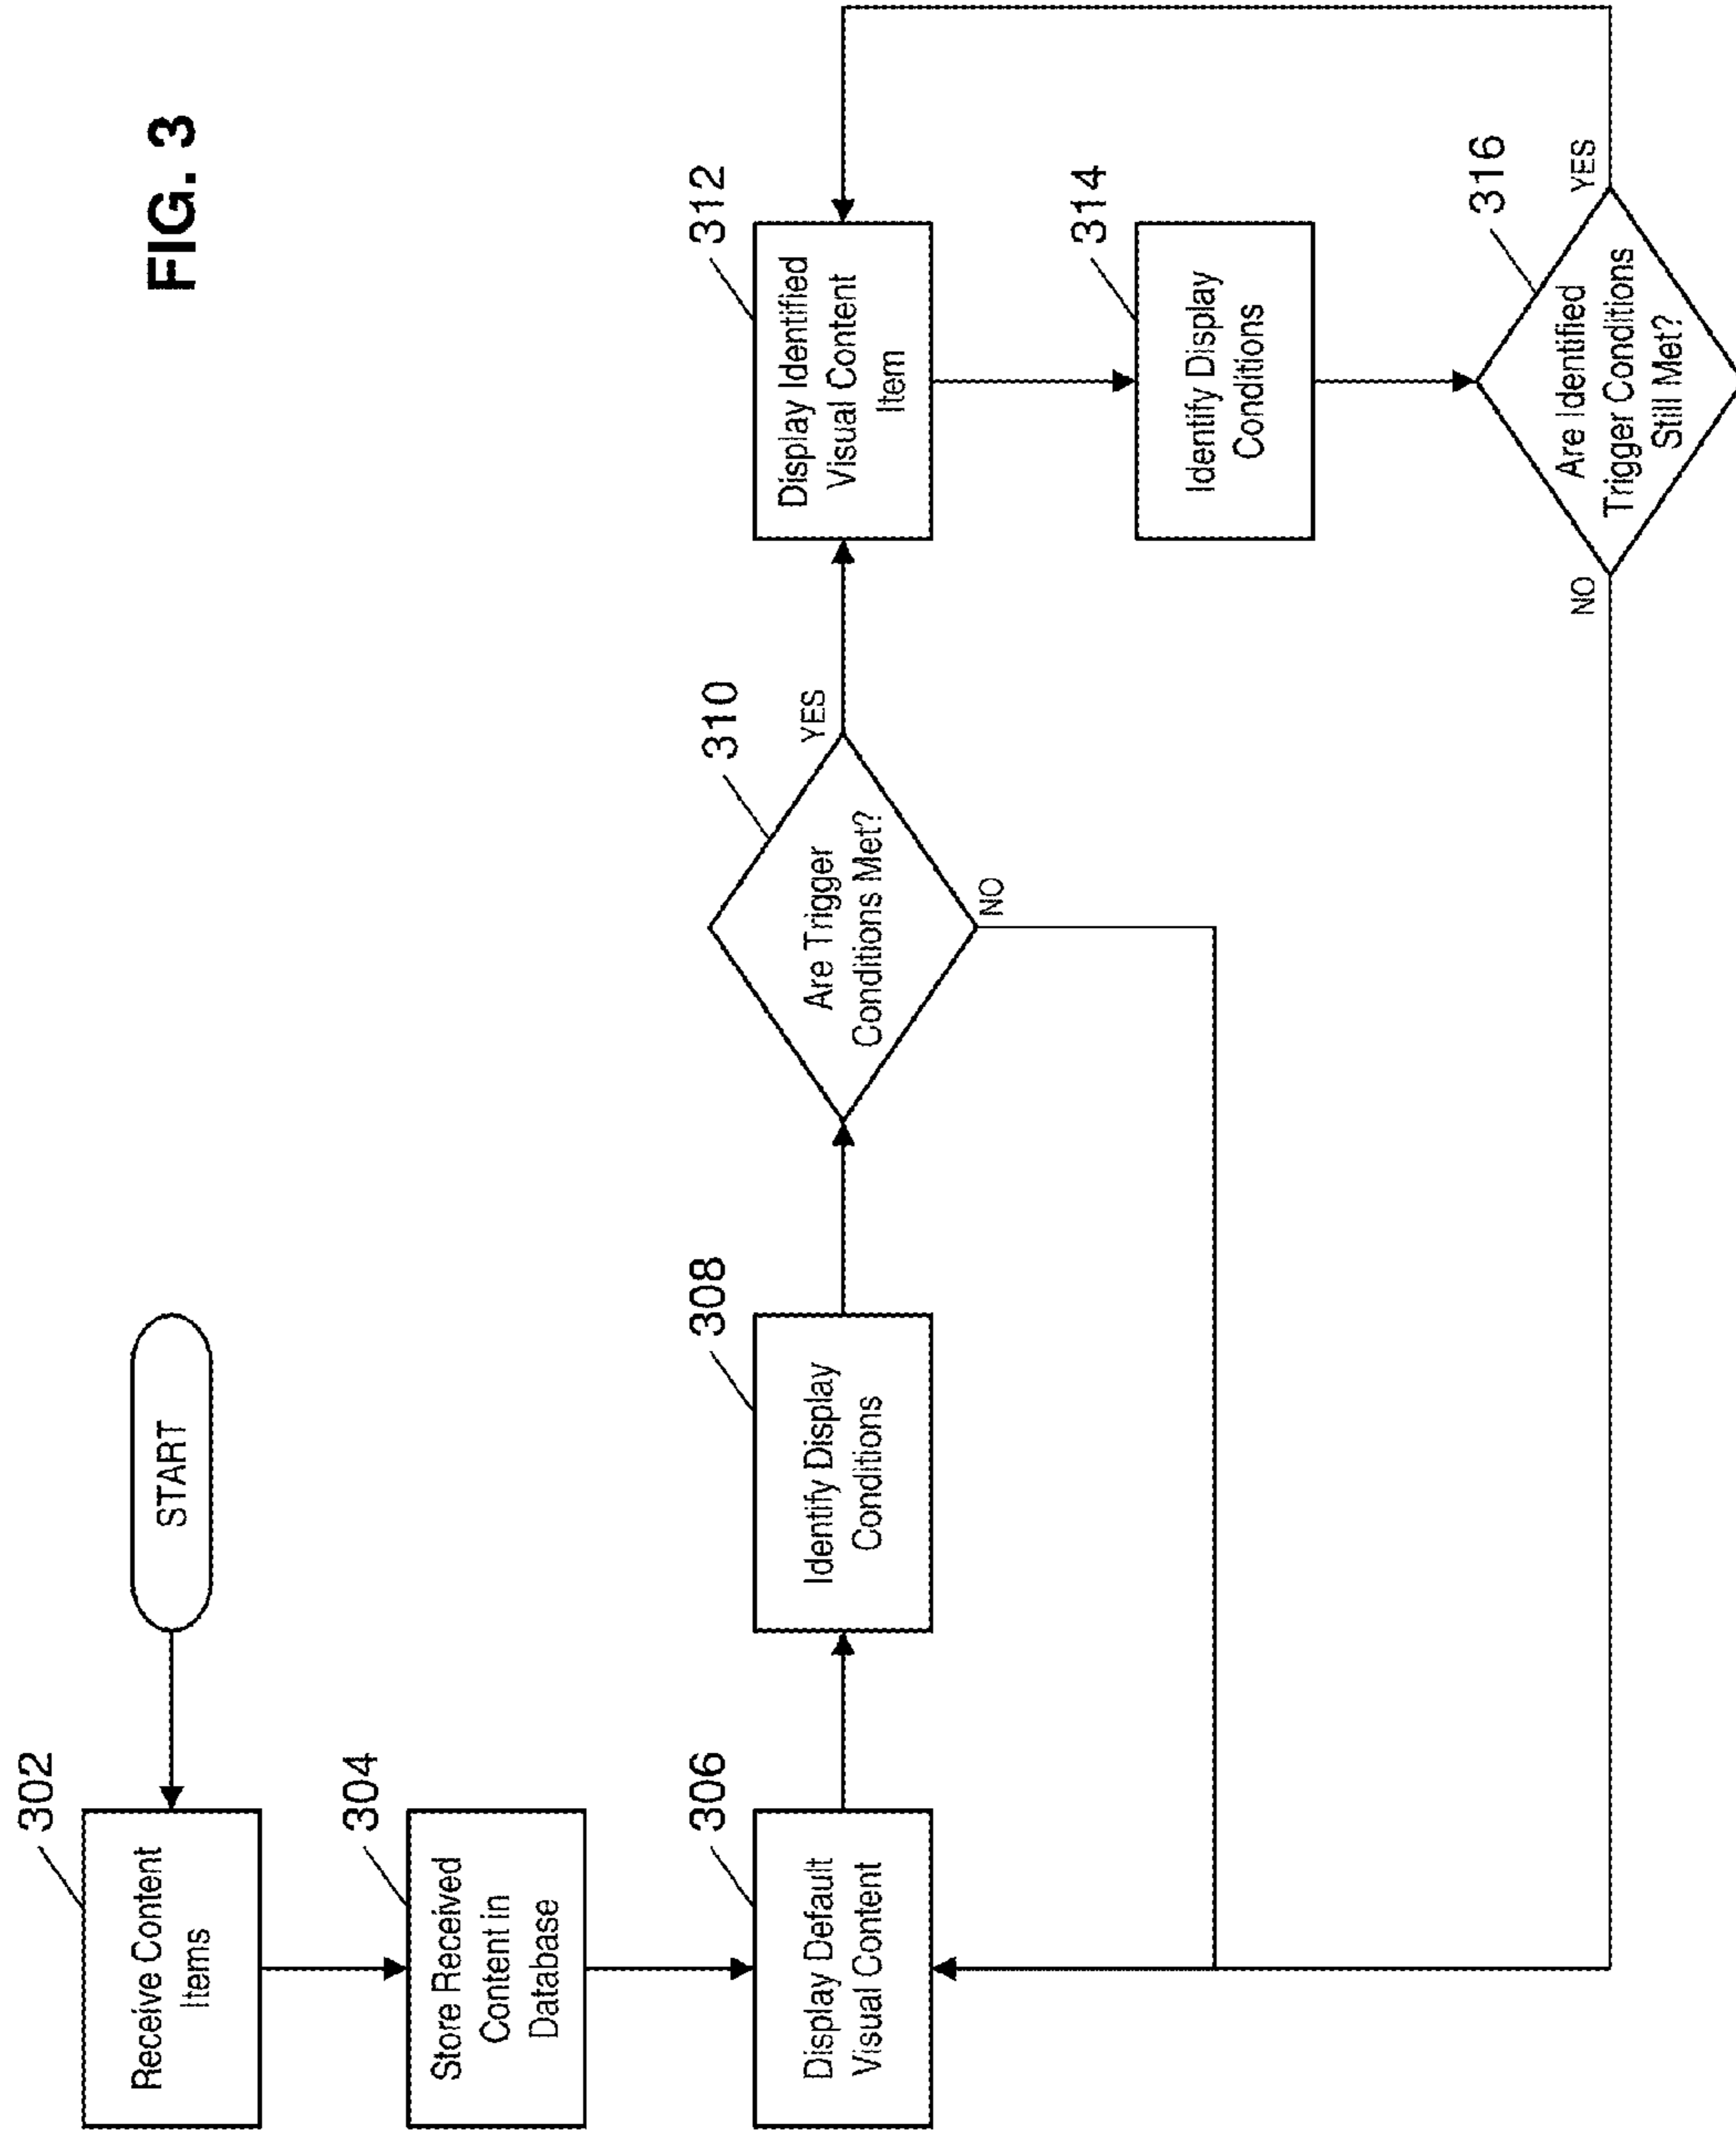 FIG. 3
START
302
Receive Content
Items
304
Store Received
Content in
Database
306
Display Default
Visual Content
308
Identify Display
Conditions
310
Are Trigger
Conditions Met?
YES
NO
312
Display Identified
Visual Content
Item
314
Identify Display
Conditions
316
Are Identified
Trigger Conditions
Still Met?
YES
NO